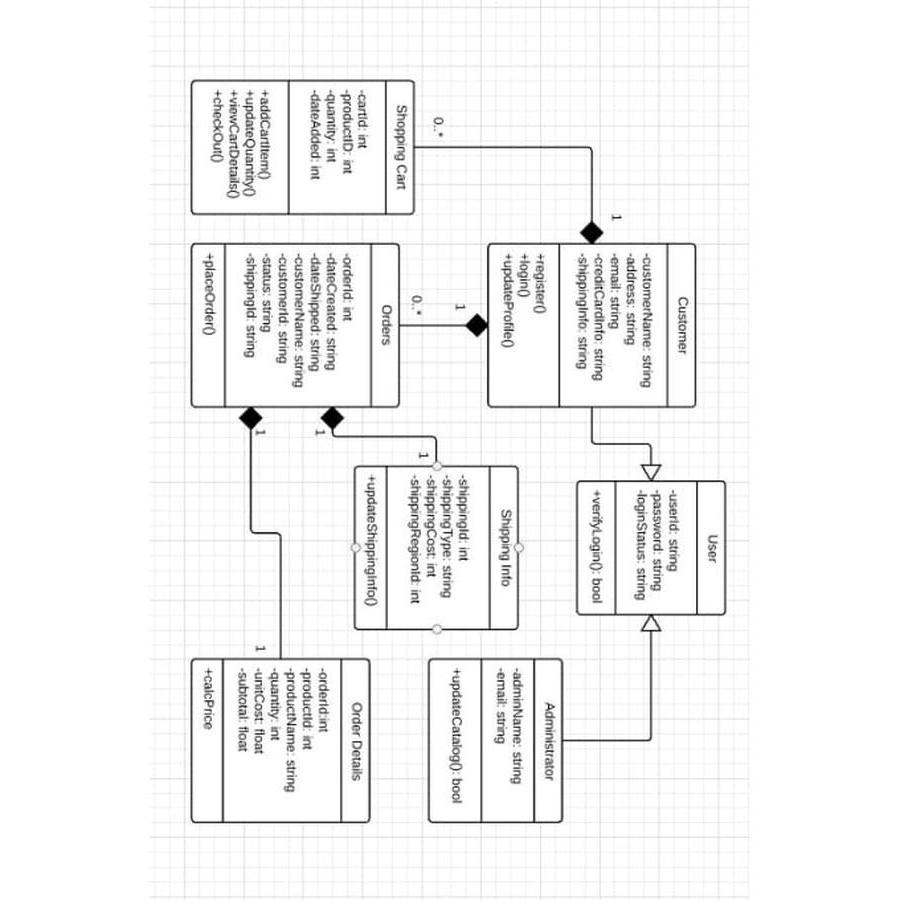 User
-userId: string
-password: string
-loginStatus: string
+verifyLogin(): bool
Customer
-customerName: string
-address: string
-email: string
-creditCardInfo: string
-shippingInfo: string
+register()
+login()
+updateProfile()
1
1
Administrator
-adminName: string
-email: string
+updateCatalog(): bool
Shopping Cart
-cartId: int
-productID: int
-quantity: int
-dateAdded: int
+addCartItem()
+updateQuantity()
+viewCartDetails()
+checkOut()
0..*
Orders
-orderId: int
-dateCreated: string
-dateShipped: string
-customerName: string
-customerId: string
-status: string
-shippingId: string
+placeOrder()
0..*
1
1
Shipping Info
-shippingId: int
-shippingType: string
-shippingCost: int
-shippingRegionId: int
+updateShippingInfo()
1
Order Details
-orderId:int
-productId: int
-productName: string
-quantity: int
-unitCost: float
-subtotal: float
+calcPrice
1